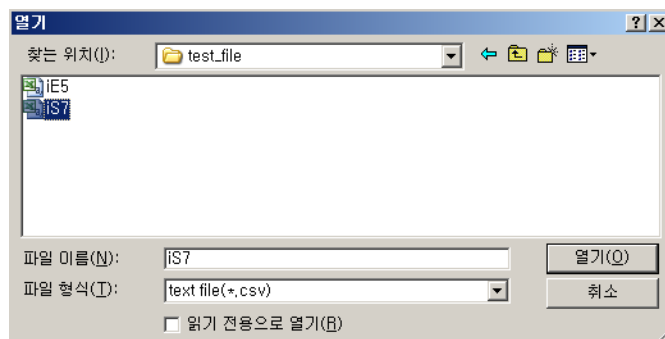 열기
찾는 위치(I): test_file
iE5
iS7
파일 이름(N): iS7 열기(O)
파일 형식(T): text file(*.csv) 취소
읽기 전용으로 열기(R)